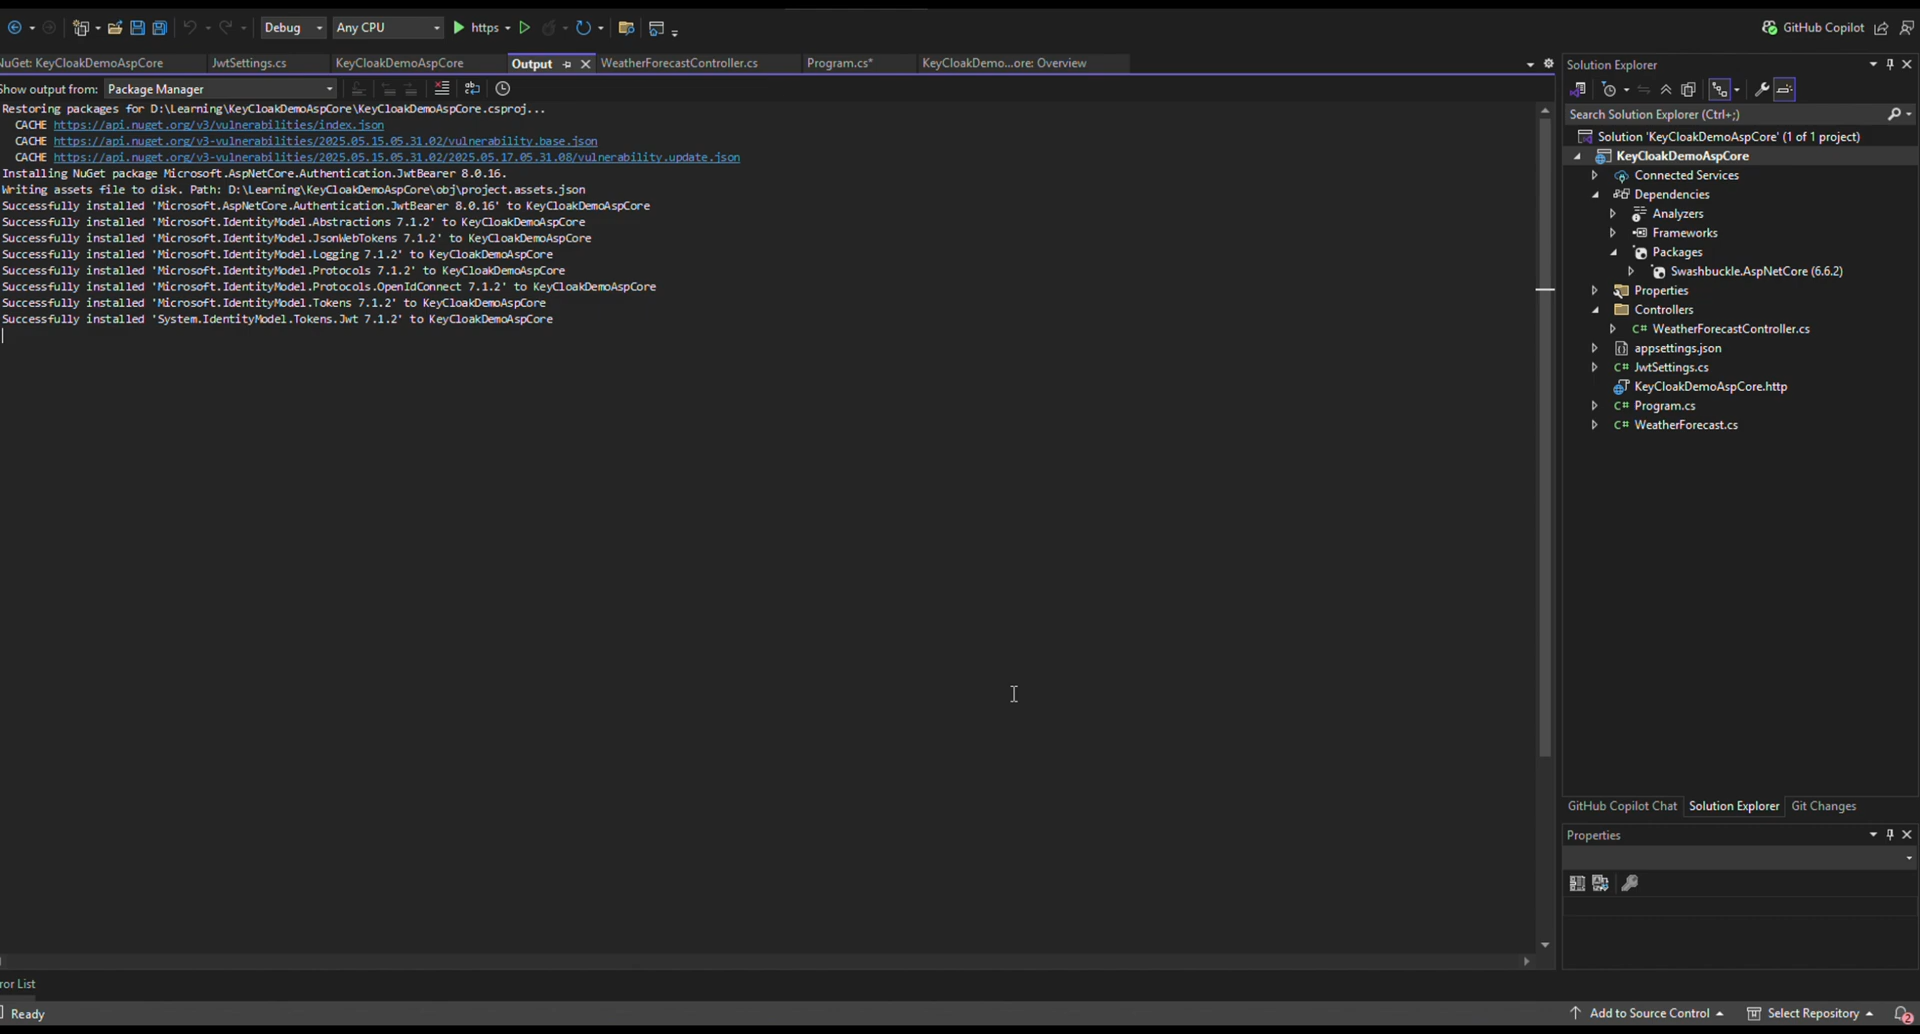 Debug
Any CPU
https
GitHub Copilot
NuGet: KeyCloakDemoAspCore
JwtSettings.cs
KeyCloakDemoAspCore
Output
WeatherForecastController.cs
Program.cs*
KeyCloakDemo...ore: Overview
Show output from:
Package Manager
Restoring packages for D:\Learning\KeyCloakDemoAspCore\KeyCloakDemoAspCore.csproj...
CACHE https://api.nuget.org/v3/vulnerabilities/index.json
CACHE https://api.nuget.org/v3-vulnerabilities/2025.05.15.05.31.02/vulnerability.base.json
CACHE https://api.nuget.org/v3-vulnerabilities/2025.05.15.05.31.02/2025.05.17.05.31.08/vulnerability.update.json
Installing NuGet package Microsoft.AspNetCore.Authentication.JwtBearer 8.0.16.
Writing assets file to disk. Path: D:\Learning\KeyCloakDemoAspCore\obj\project.assets.json
Successfully installed 'Microsoft.AspNetCore.Authentication.JwtBearer 8.0.16' to KeyCloakDemoAspCore
Successfully installed 'Microsoft.IdentityModel.Abstractions 7.1.2' to KeyCloakDemoAspCore
Successfully installed 'Microsoft.IdentityModel.JsonWebTokens 7.1.2' to KeyCloakDemoAspCore
Successfully installed 'Microsoft.IdentityModel.Logging 7.1.2' to KeyCloakDemoAspCore
Successfully installed 'Microsoft.IdentityModel.Protocols 7.1.2' to KeyCloakDemoAspCore
Successfully installed 'Microsoft.IdentityModel.Protocols.OpenIdConnect 7.1.2' to KeyCloakDemoAspCore
Successfully installed 'Microsoft.IdentityModel.Tokens 7.1.2' to KeyCloakDemoAspCore
Successfully installed 'System.IdentityModel.Tokens.Jwt 7.1.2' to KeyCloakDemoAspCore
Solution Explorer
Search Solution Explorer (Ctrl+;)
Solution 'KeyCloakDemoAspCore' (1 of 1 project)
KeyCloakDemoAspCore
Connected Services
Dependencies
Analyzers
Frameworks
Packages
Swashbuckle.AspNetCore (6.6.2)
Properties
Controllers
C# WeatherForecastController.cs
appsettings.json
C# JwtSettings.cs
KeyCloakDemoAspCore.http
C# Program.cs
C# WeatherForecast.cs
GitHub Copilot Chat
Solution Explorer
Git Changes
Properties
ror List
Ready
Add to Source Control
Select Repository
2